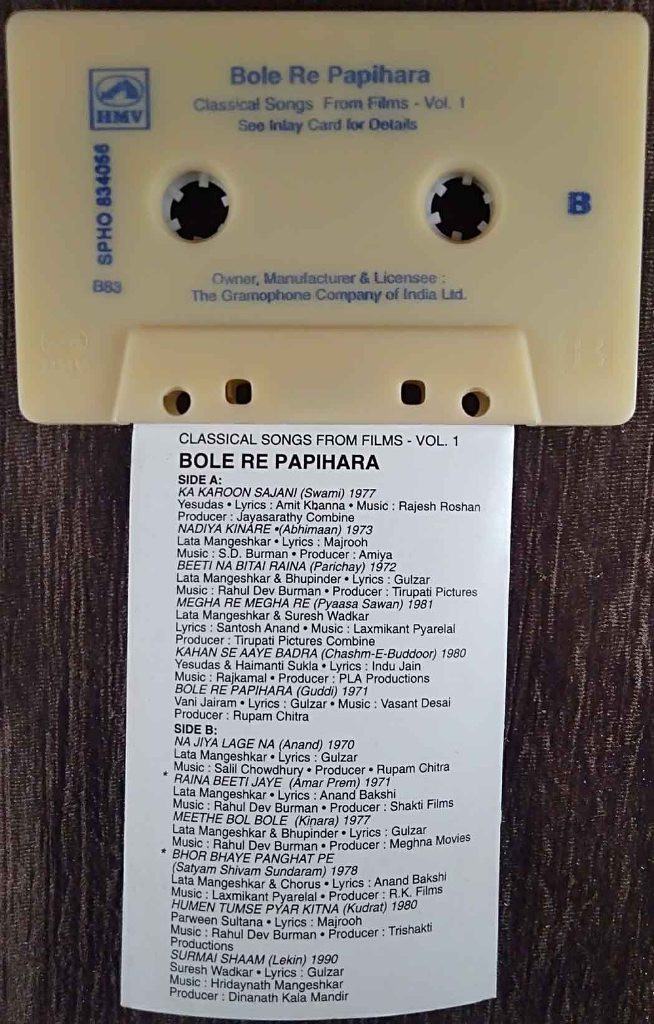 Bole Re Papihara
Classical Songs From Films - Vol. 1
See Inlay Card for Details
HMV
SPHO 834056
B
B83
Owner, Manufacturer & Licensee :
The Gramophone Company of India Ltd.
CLASSICAL SONGS FROM FILMS - VOL. 1
BOLE RE PAPIHARA
SIDE A:
KA KAROON SAJANI (Swami) 1977
Yesudas • Lyrics : Amit Khanna • Music : Rajesh Roshan
Producer : Jayasarathy Combine
NADIYA KINARE •(Abhimaan) 1973
Lata Mangeshkar • Lyrics : Majrooh
Music : S.D. Burman • Producer : Amiya
BEETI NA BITAI RAINA (Parichay) 1972
Lata Mangeshkar & Bhupinder • Lyrics : Gulzar
Music : Rahul Dev Burman • Producer : Tirupati Pictures
MEGHA RE MEGHA RE (Pyaasa Sawan) 1981
Lata Mangeshkar & Suresh Wadkar
Lyrics : Santosh Anand • Music : Laxmikant Pyarelal
Producer : Tirupati Pictures Combine
KAHAN SE AAYE BADRA (Chashm-E-Buddoor) 1980
Yesudas & Haimanti Sukla • Lyrics : Indu Jain
Music : Rajkamal • Producer : PLA Productions
BOLE RE PAPIHARA (Guddi) 1971
Vani Jairam • Lyrics : Gulzar • Music : Vasant Desai
Producer : Rupam Chitra
SIDE B:
NA JIYA LAGE NA (Anand) 1970
Lata Mangeshkar • Lyrics : Gulzar
Music : Salil Chowdhury • Producer : Rupam Chitra
* RAINA BEETI JAYE (Amar Prem) 1971
Lata Mangeshkar • Lyrics : Anand Bakshi
Music : Rahul Dev Burman • Producer : Shakti Films
MEETHE BOL BOLE (Kinara) 1977
Lata Mangeshkar & Bhupinder • Lyrics : Gulzar
Music : Rahul Dev Burman • Producer : Meghna Movies
* BHOR BHAYE PANGHAT PE
(Satyam Shivam Sundaram) 1978
Lata Mangeshkar & Chorus • Lyrics : Anand Bakshi
Music : Laxmikant Pyarelal • Producer : R.K. Films
HUMEN TUMSE PYAR KITNA (Kudrat) 1980
Parween Sultana • Lyrics : Majrooh
Music : Rahul Dev Burman • Producer : Trishakti
Productions
SURMAI SHAAM (Lekin) 1990
Suresh Wadkar • Lyrics : Gulzar
Music : Hridaynath Mangeshkar
Producer : Dinanath Kala Mandir